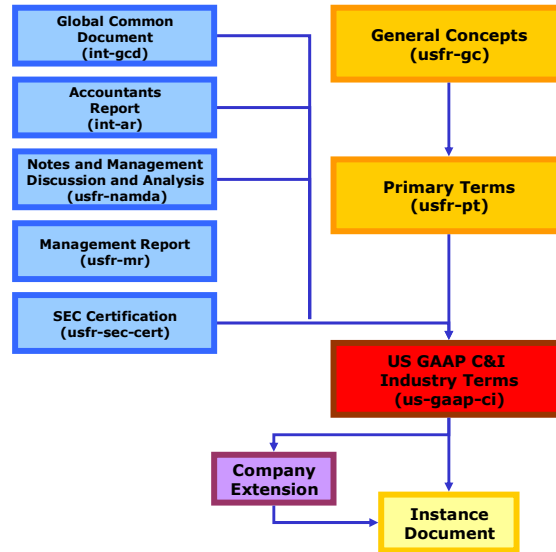 Global Common
Document
(int-gcd)
Accountants
Report
(int-ar)
Notes and Management
Discussion and Analysis
(usfr-namda)
Management Report
(usfr-mr)
SEC Certification
(usfr-sec-cert)
General Concepts
(usfr-gc)
Primary Terms
(usfr-pt)
US GAAP C&I
Industry Terms
(us-gaap-ci)
Company
Extension
Instance
Document